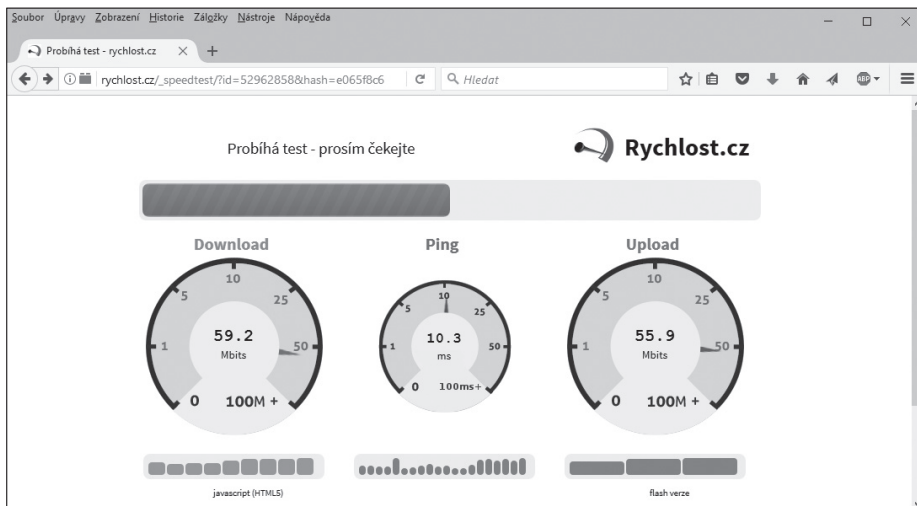 Soubor Úpravy Zobrazení Historie Záložky Nástroje Nápověda
Probíhá test - rychlost.cz
rychlost.cz/_speedtest/?id=52962858&hash=e065f8c6
Hledat
ABP
Probíhá test - prosím čekejte
Rychlost.cz
Download
Ping
Upload
0 1 5 10 25 50 100M +
59.2
Mbits
0 1 5 10 25 50 100ms+
10.3
ms
0 1 5 10 25 50 100M +
55.9
Mbits
javascript (HTML5)
flash verze